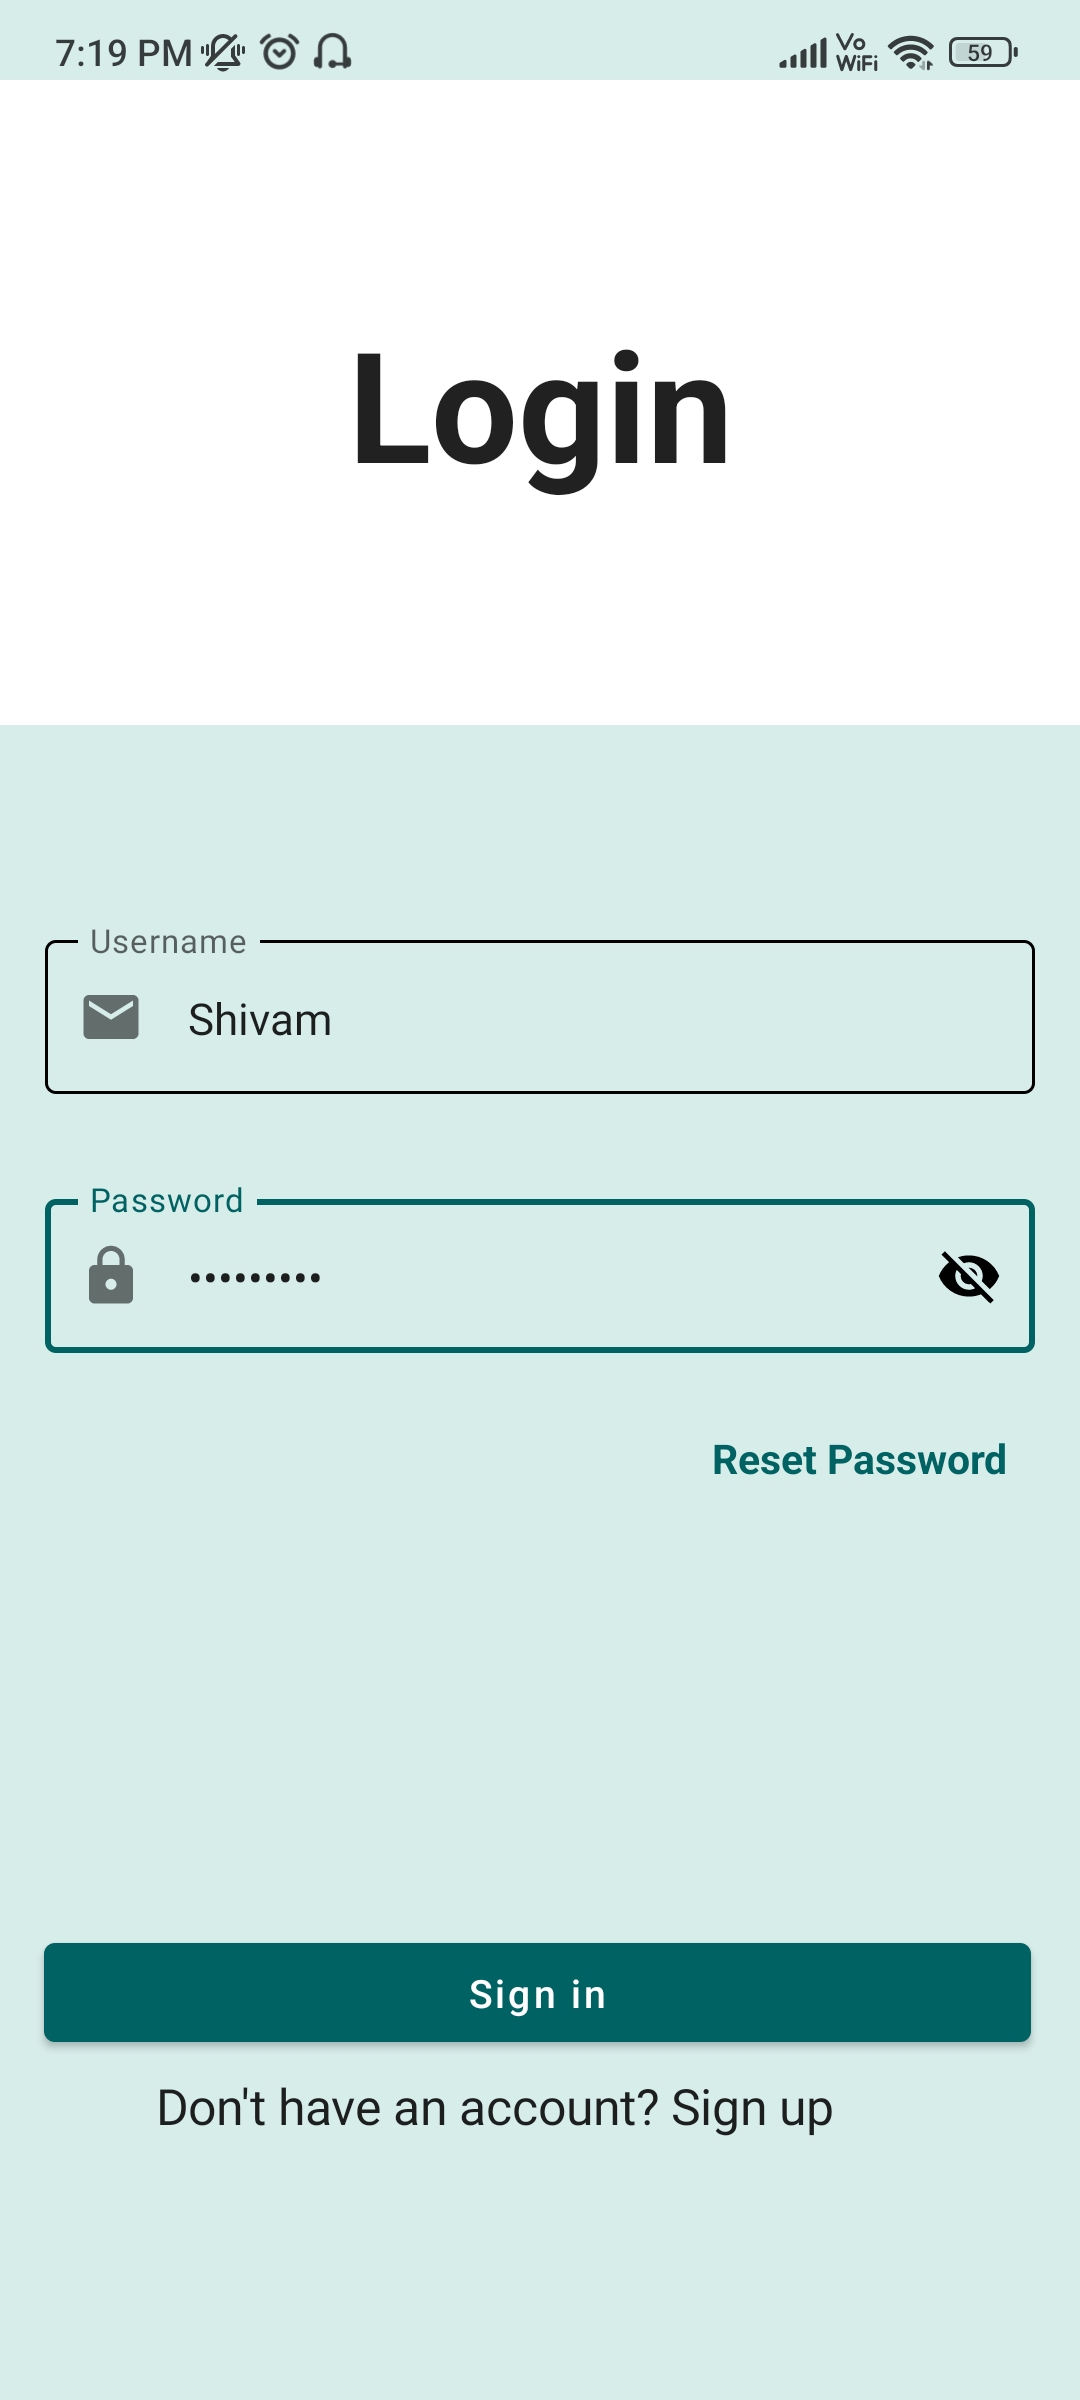 7:19 PM Vo WiFi 59
Login
Username
Shivam
Password
•••••••••
Reset Password
Sign in
Don't have an account? Sign up